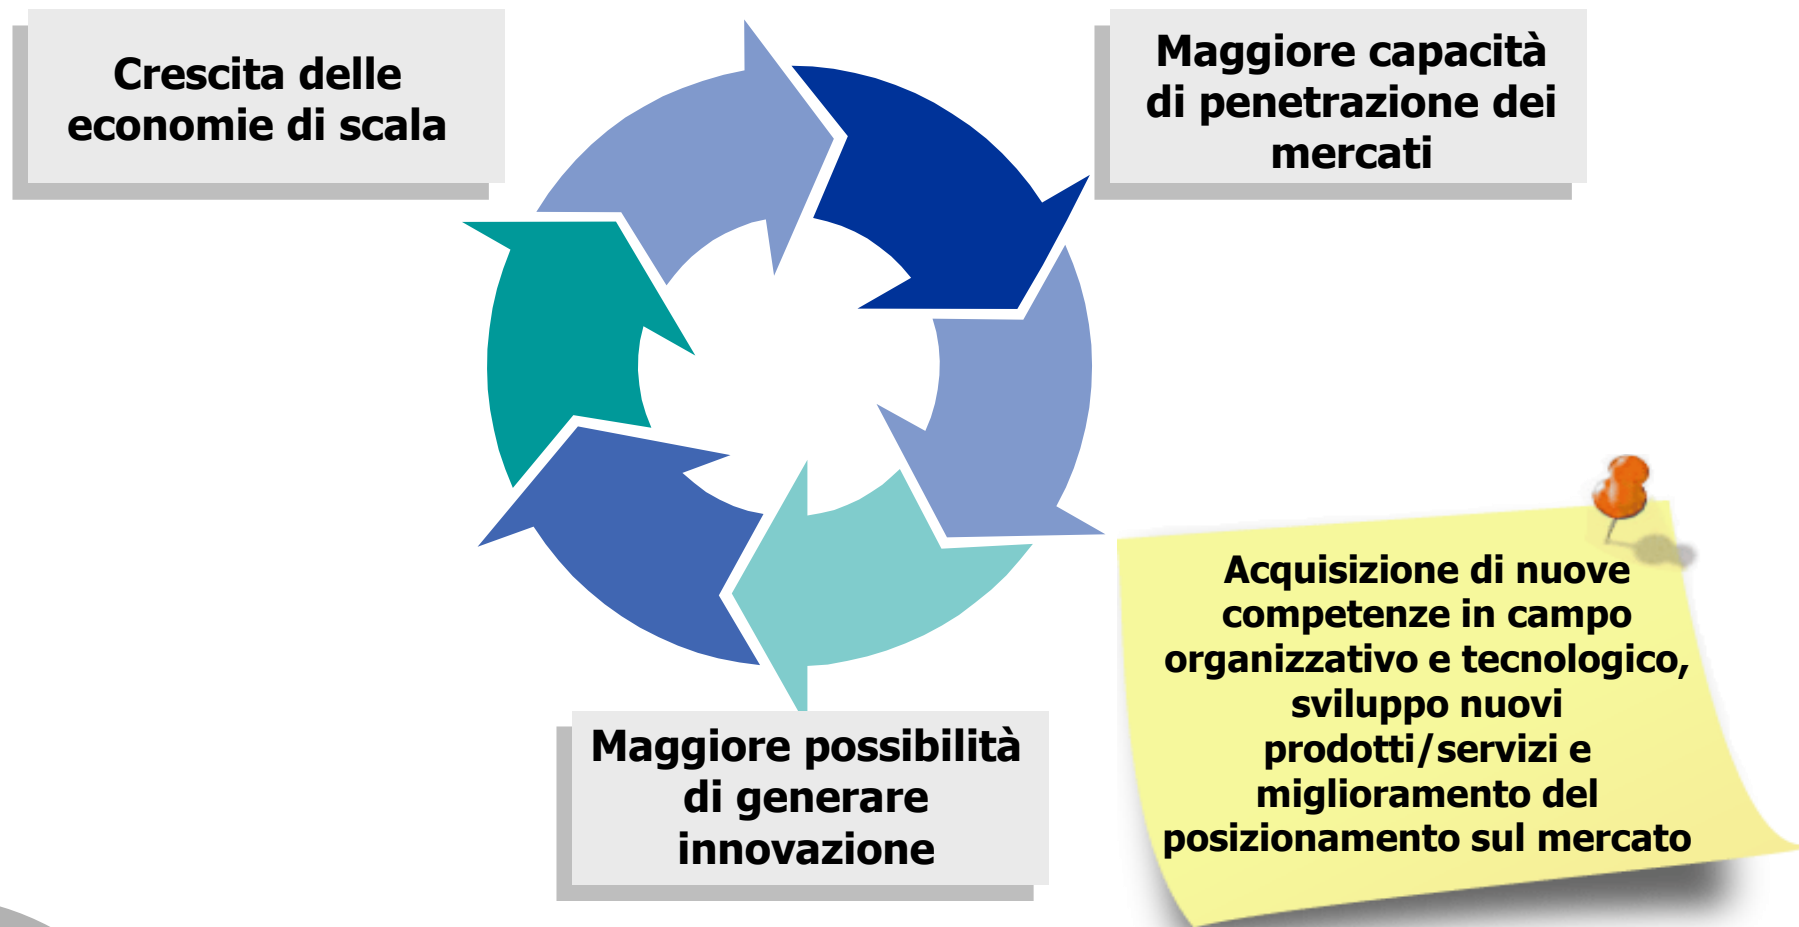 Crescita delle
economie di scala
Maggiore capacità
di penetrazione dei
mercati
Maggiore possibilità
di generare
innovazione
Acquisizione di nuove
competenze in campo
organizzativo e tecnologico,
sviluppo nuovi
prodotti/servizi e
miglioramento del
posizionamento sul mercato